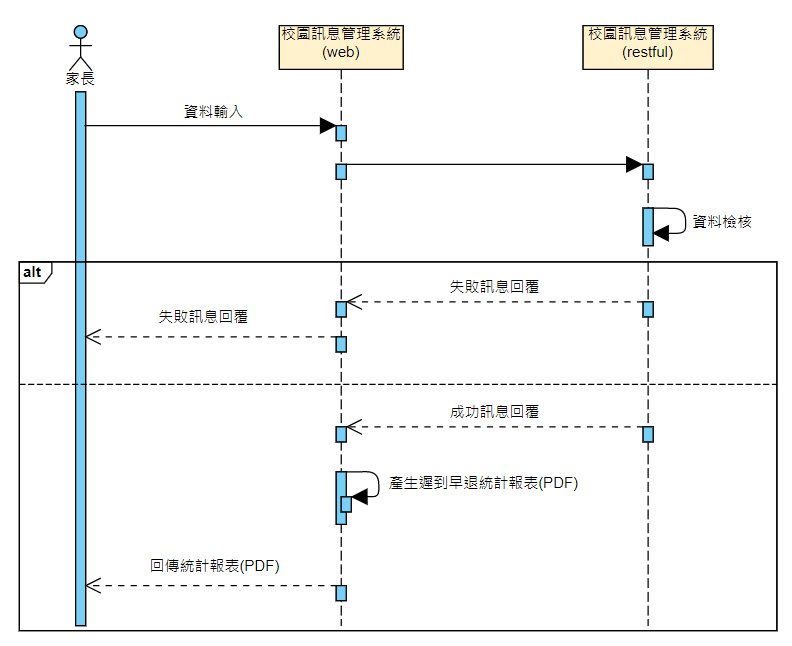 校園訊息管理系統
(web)
校園訊息管理系統
(restful)
家長
資料輸入
資料檢核
alt
失敗訊息回覆
失敗訊息回覆
成功訊息回覆
產生遲到早退統計報表(PDF)
回傳統計報表(PDF)